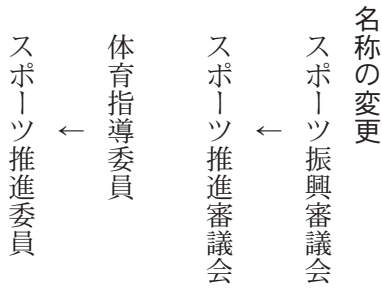 名称の変更
スポーツ振興審議会
←
スポーツ推進審議会
体育指導委員
←
スポーツ推進委員